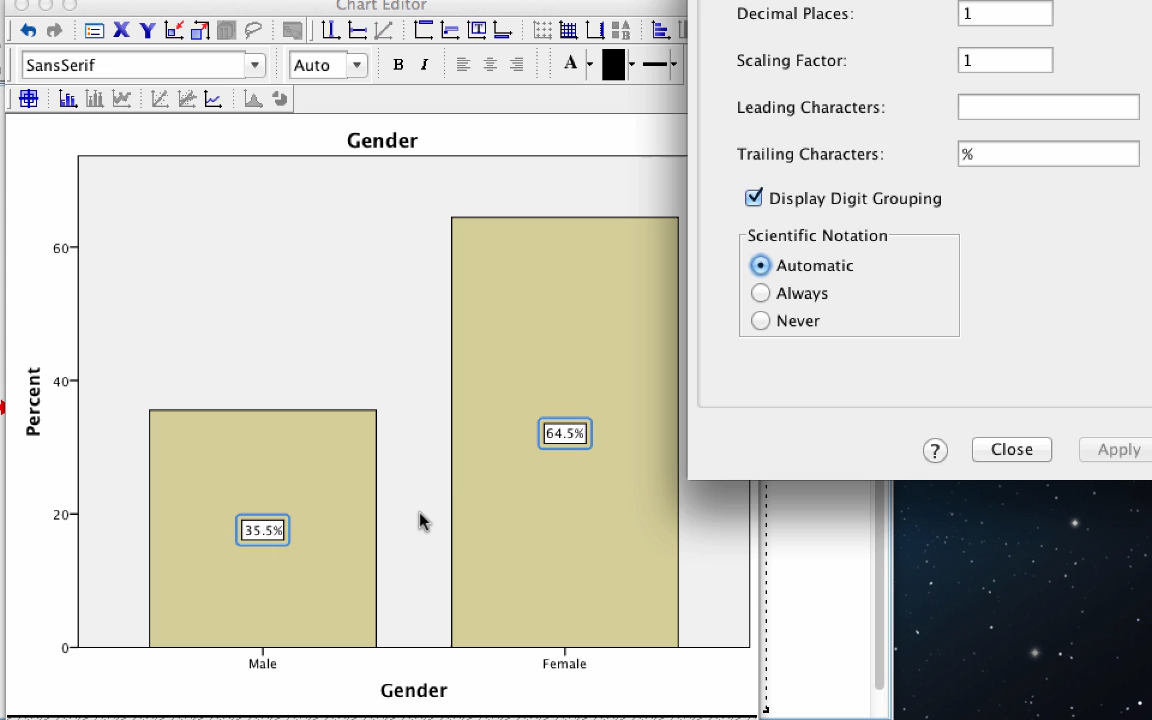 Chart Editor
SansSerif
Auto
B
I
A
Gender
60
40
20
0
Percent
64.5%
35.5%
Male
Female
Gender
Decimal Places: 1
Scaling Factor: 1
Leading Characters:
Trailing Characters: %
Display Digit Grouping
Scientific Notation
Automatic
Always
Never
?
Close
Apply